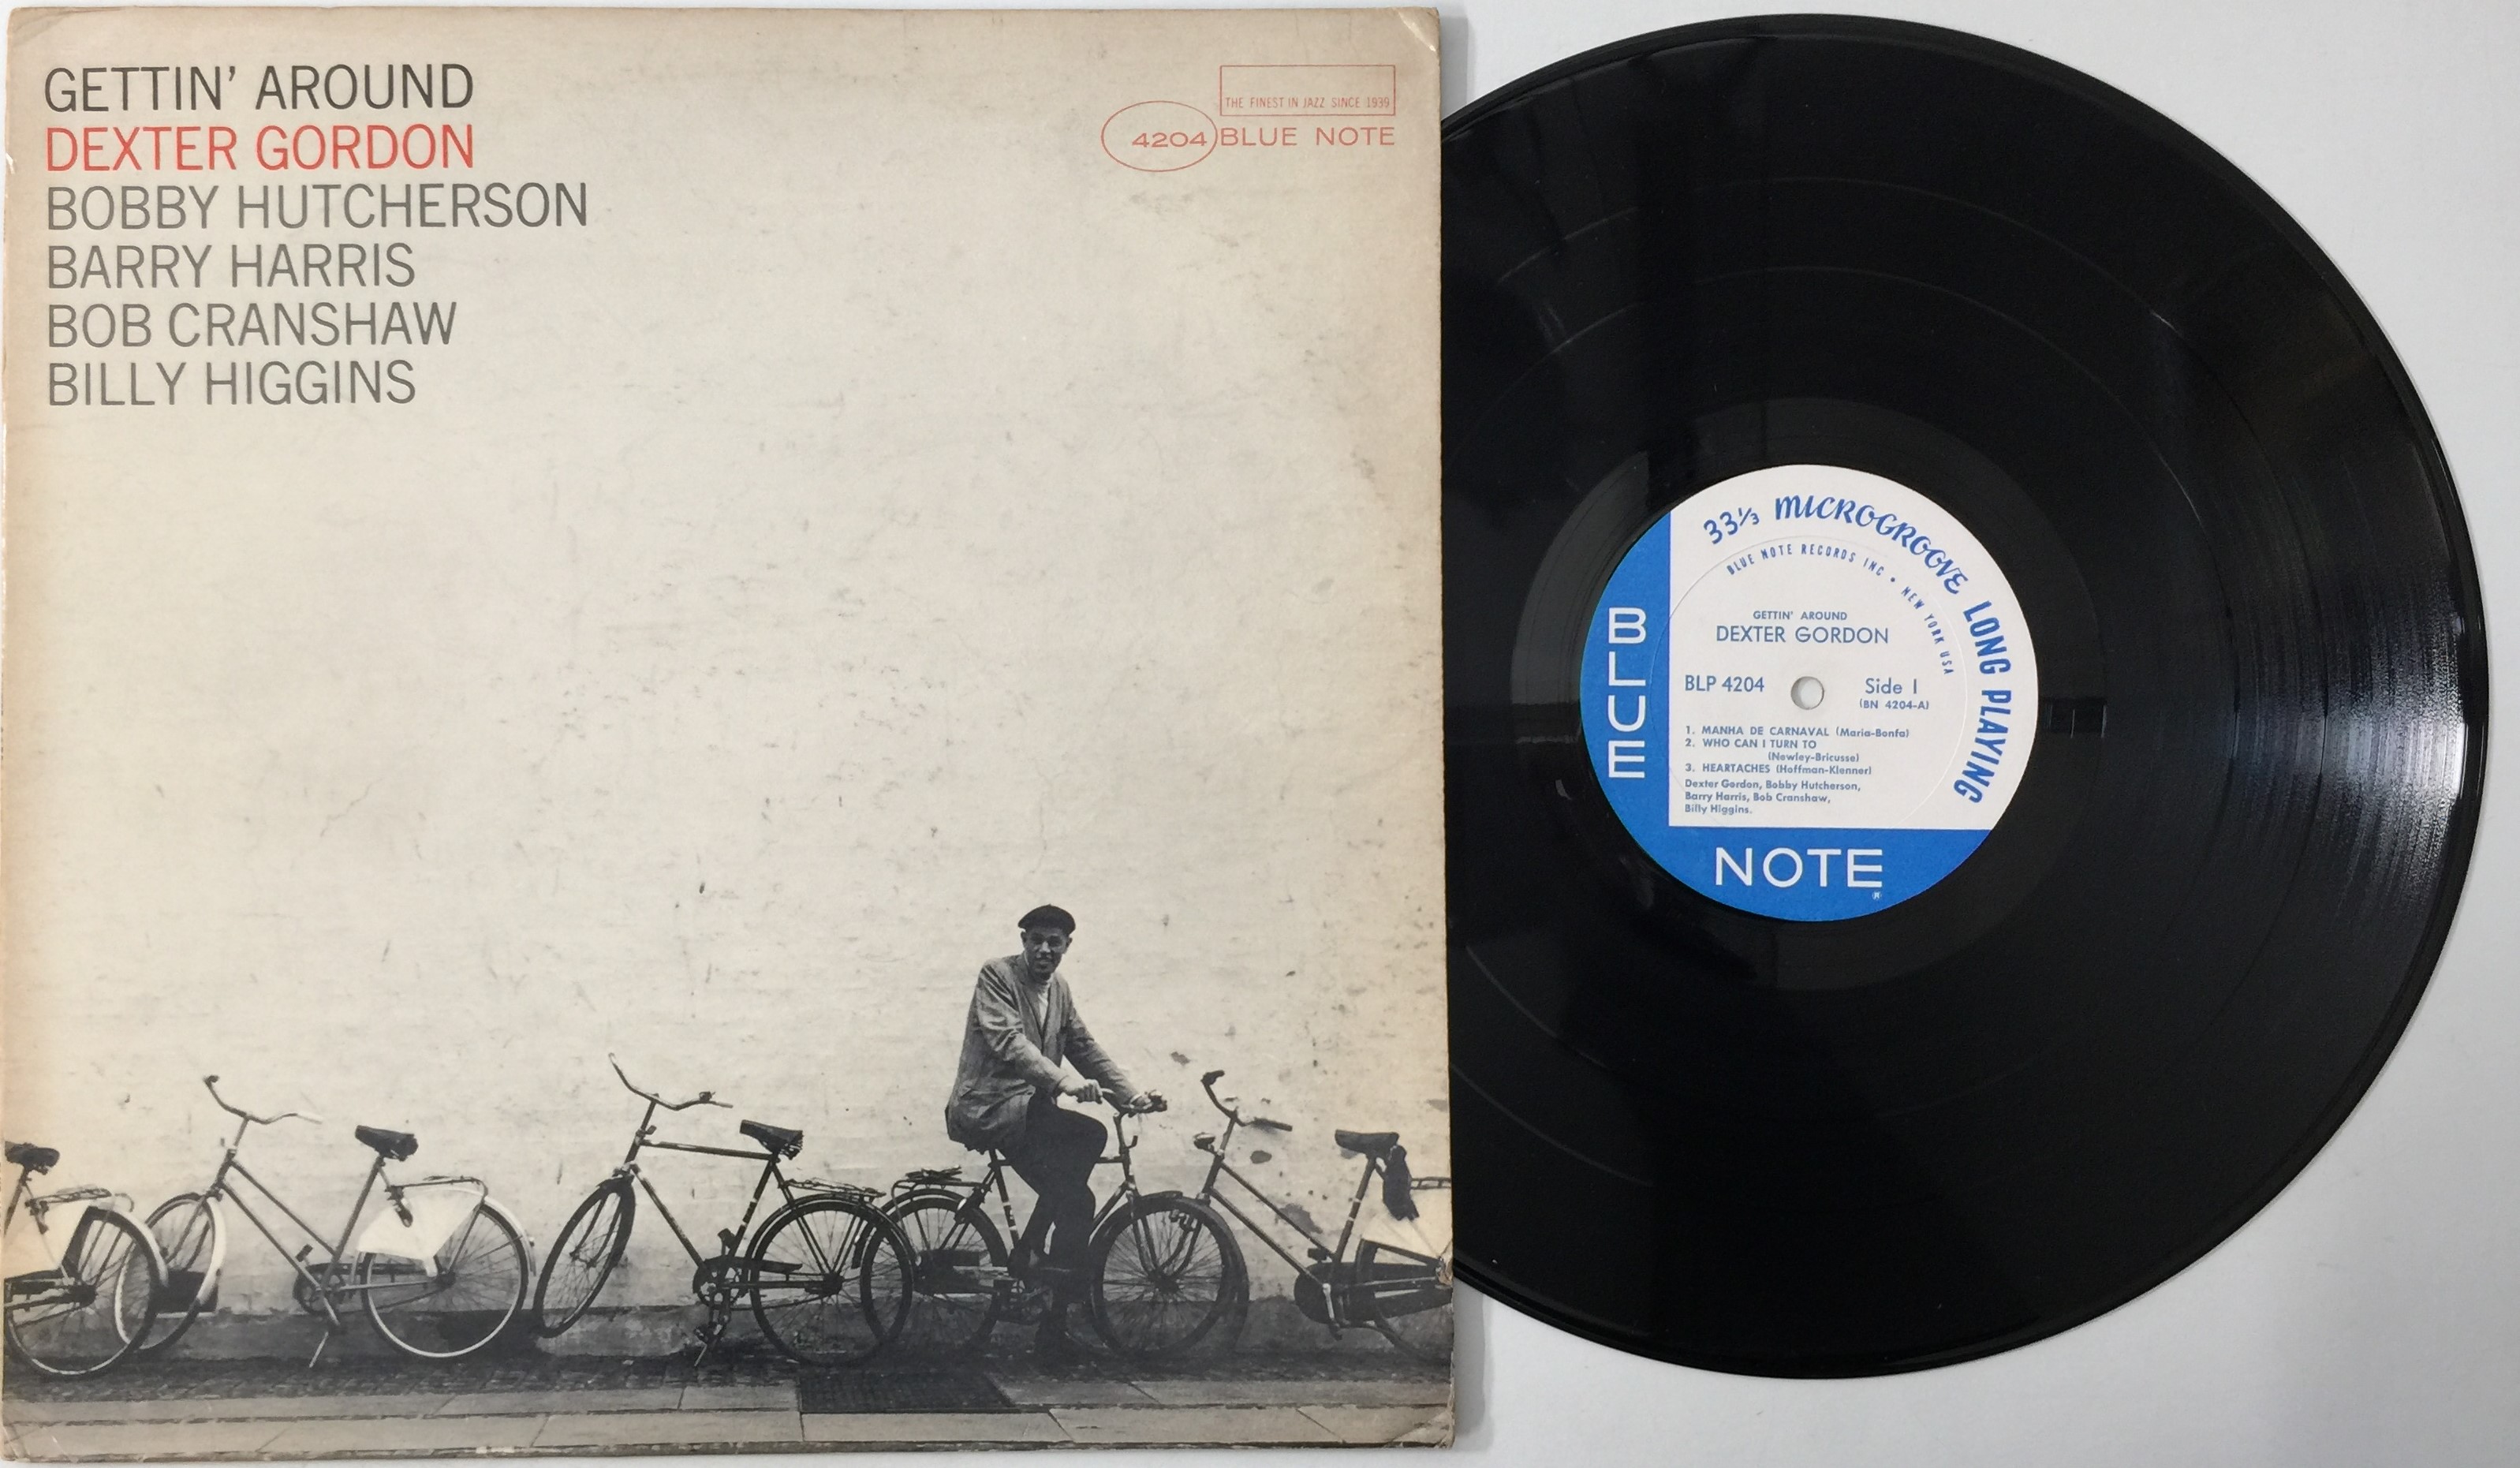 GETTIN' AROUND
DEXTER GORDON
BOBBY HUTCHERSON
BARRY HARRIS
BOB CRANSHAW
BILLY HIGGINS
THE FINEST IN JAZZ SINCE 1939
4204 BLUE NOTE
33⅓ MICROGROOVE LONG PLAYING
BLUE NOTE RECORDS INC • NEW YORK USA
GETTIN' AROUND
DEXTER GORDON
BLP 4204
Side 1
(BN 4204-A)
1. MANHA DE CARNAVAL (Maria-Bonfa)
2. WHO CAN I TURN TO
(Newley-Bricusse)
3. HEARTACHES (Hoffman-Klenner)
Dexter Gordon, Bobby Hutcherson,
Barry Harris, Bob Cranshaw,
Billy Higgins.
BLUE
NOTE
®